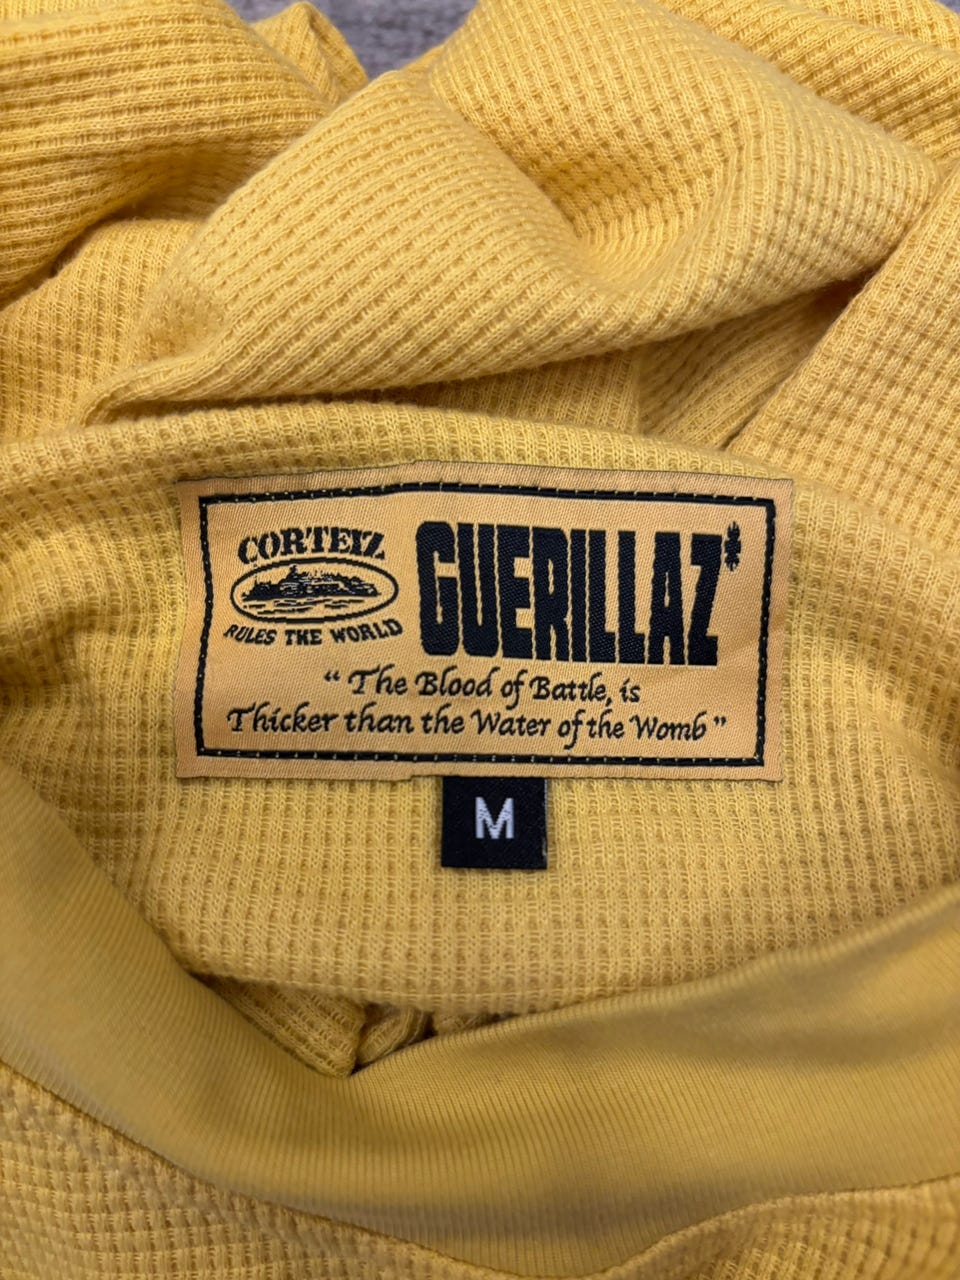 CORTEIZ
RULES THE WORLD
GUERILLAZ*
“ The Blood of Battle, is
Thicker than the Water of the Womb ”
M